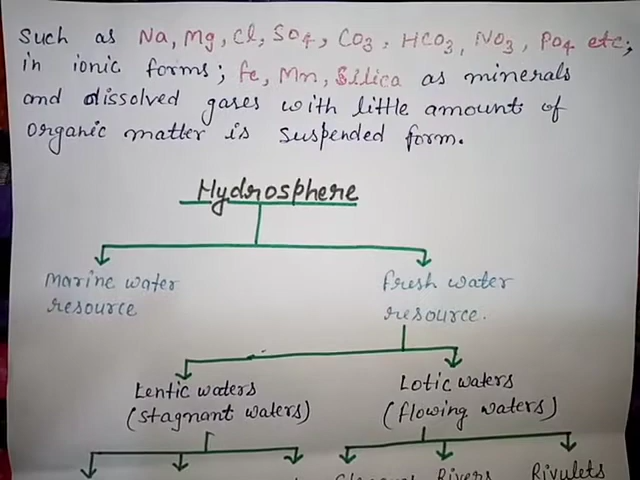 Such as Na, Mg, Cl, SO4, CO3, HCO3, NO3, PO4 etc;
in ionic forms; Fe, Mn, Silica as minerals
and dissolved gases with little amount of
organic matter is suspended form.
Hydrosphere
Marine water
resource
Fresh water
resource.
Lentic waters
(stagnant waters)
Lotic waters
(flowing waters)
Rivers Rivulets